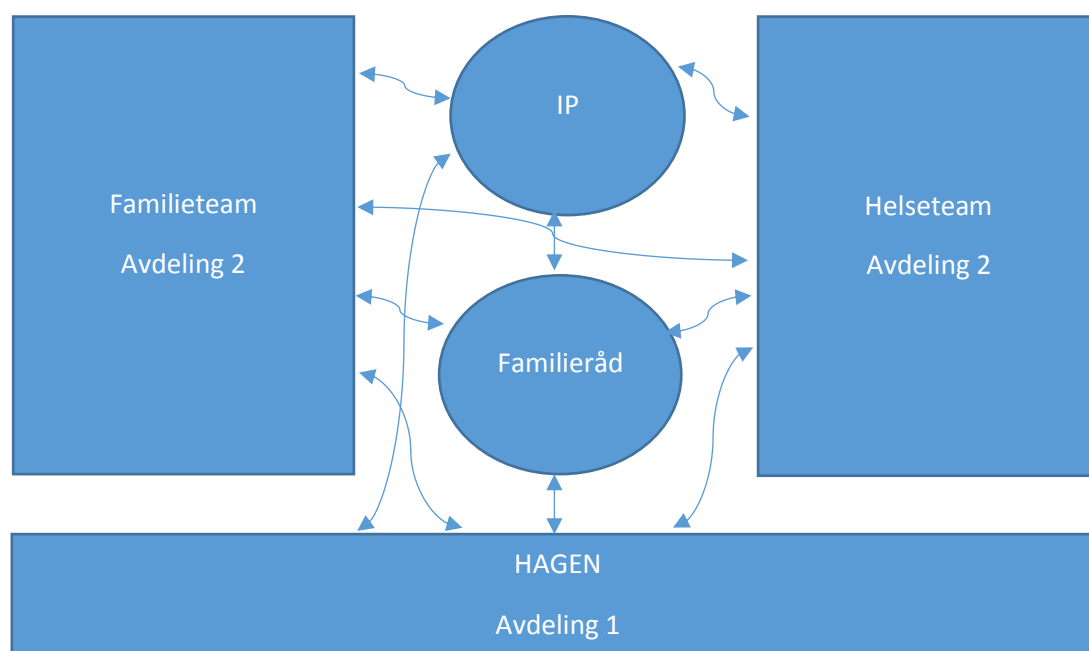 IP
Familieteam
Avdeling 2
Helseteam
Avdeling 2
Familieråd
HAGEN
Avdeling 1